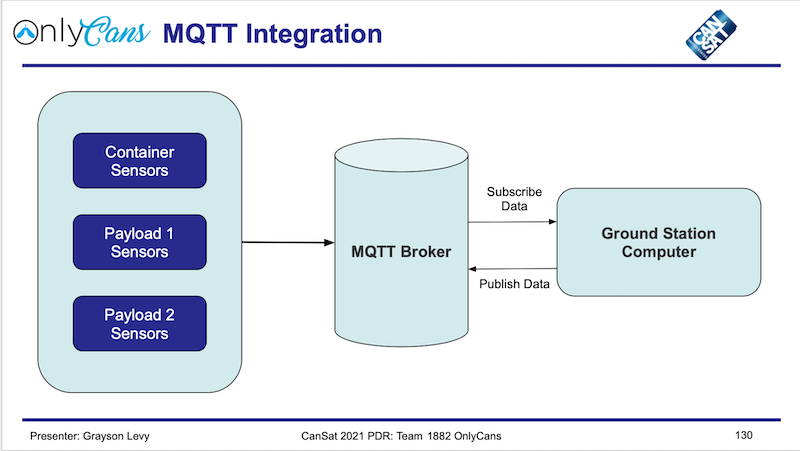 OnlyCans MQTT Integration
CAN
SAT
Container
Sensors
Payload 1
Sensors
Payload 2
Sensors
MQTT Broker
Subscribe
Data
Publish Data
Ground Station
Computer
Presenter: Grayson Levy
CanSat 2021 PDR: Team 1882 OnlyCans
130